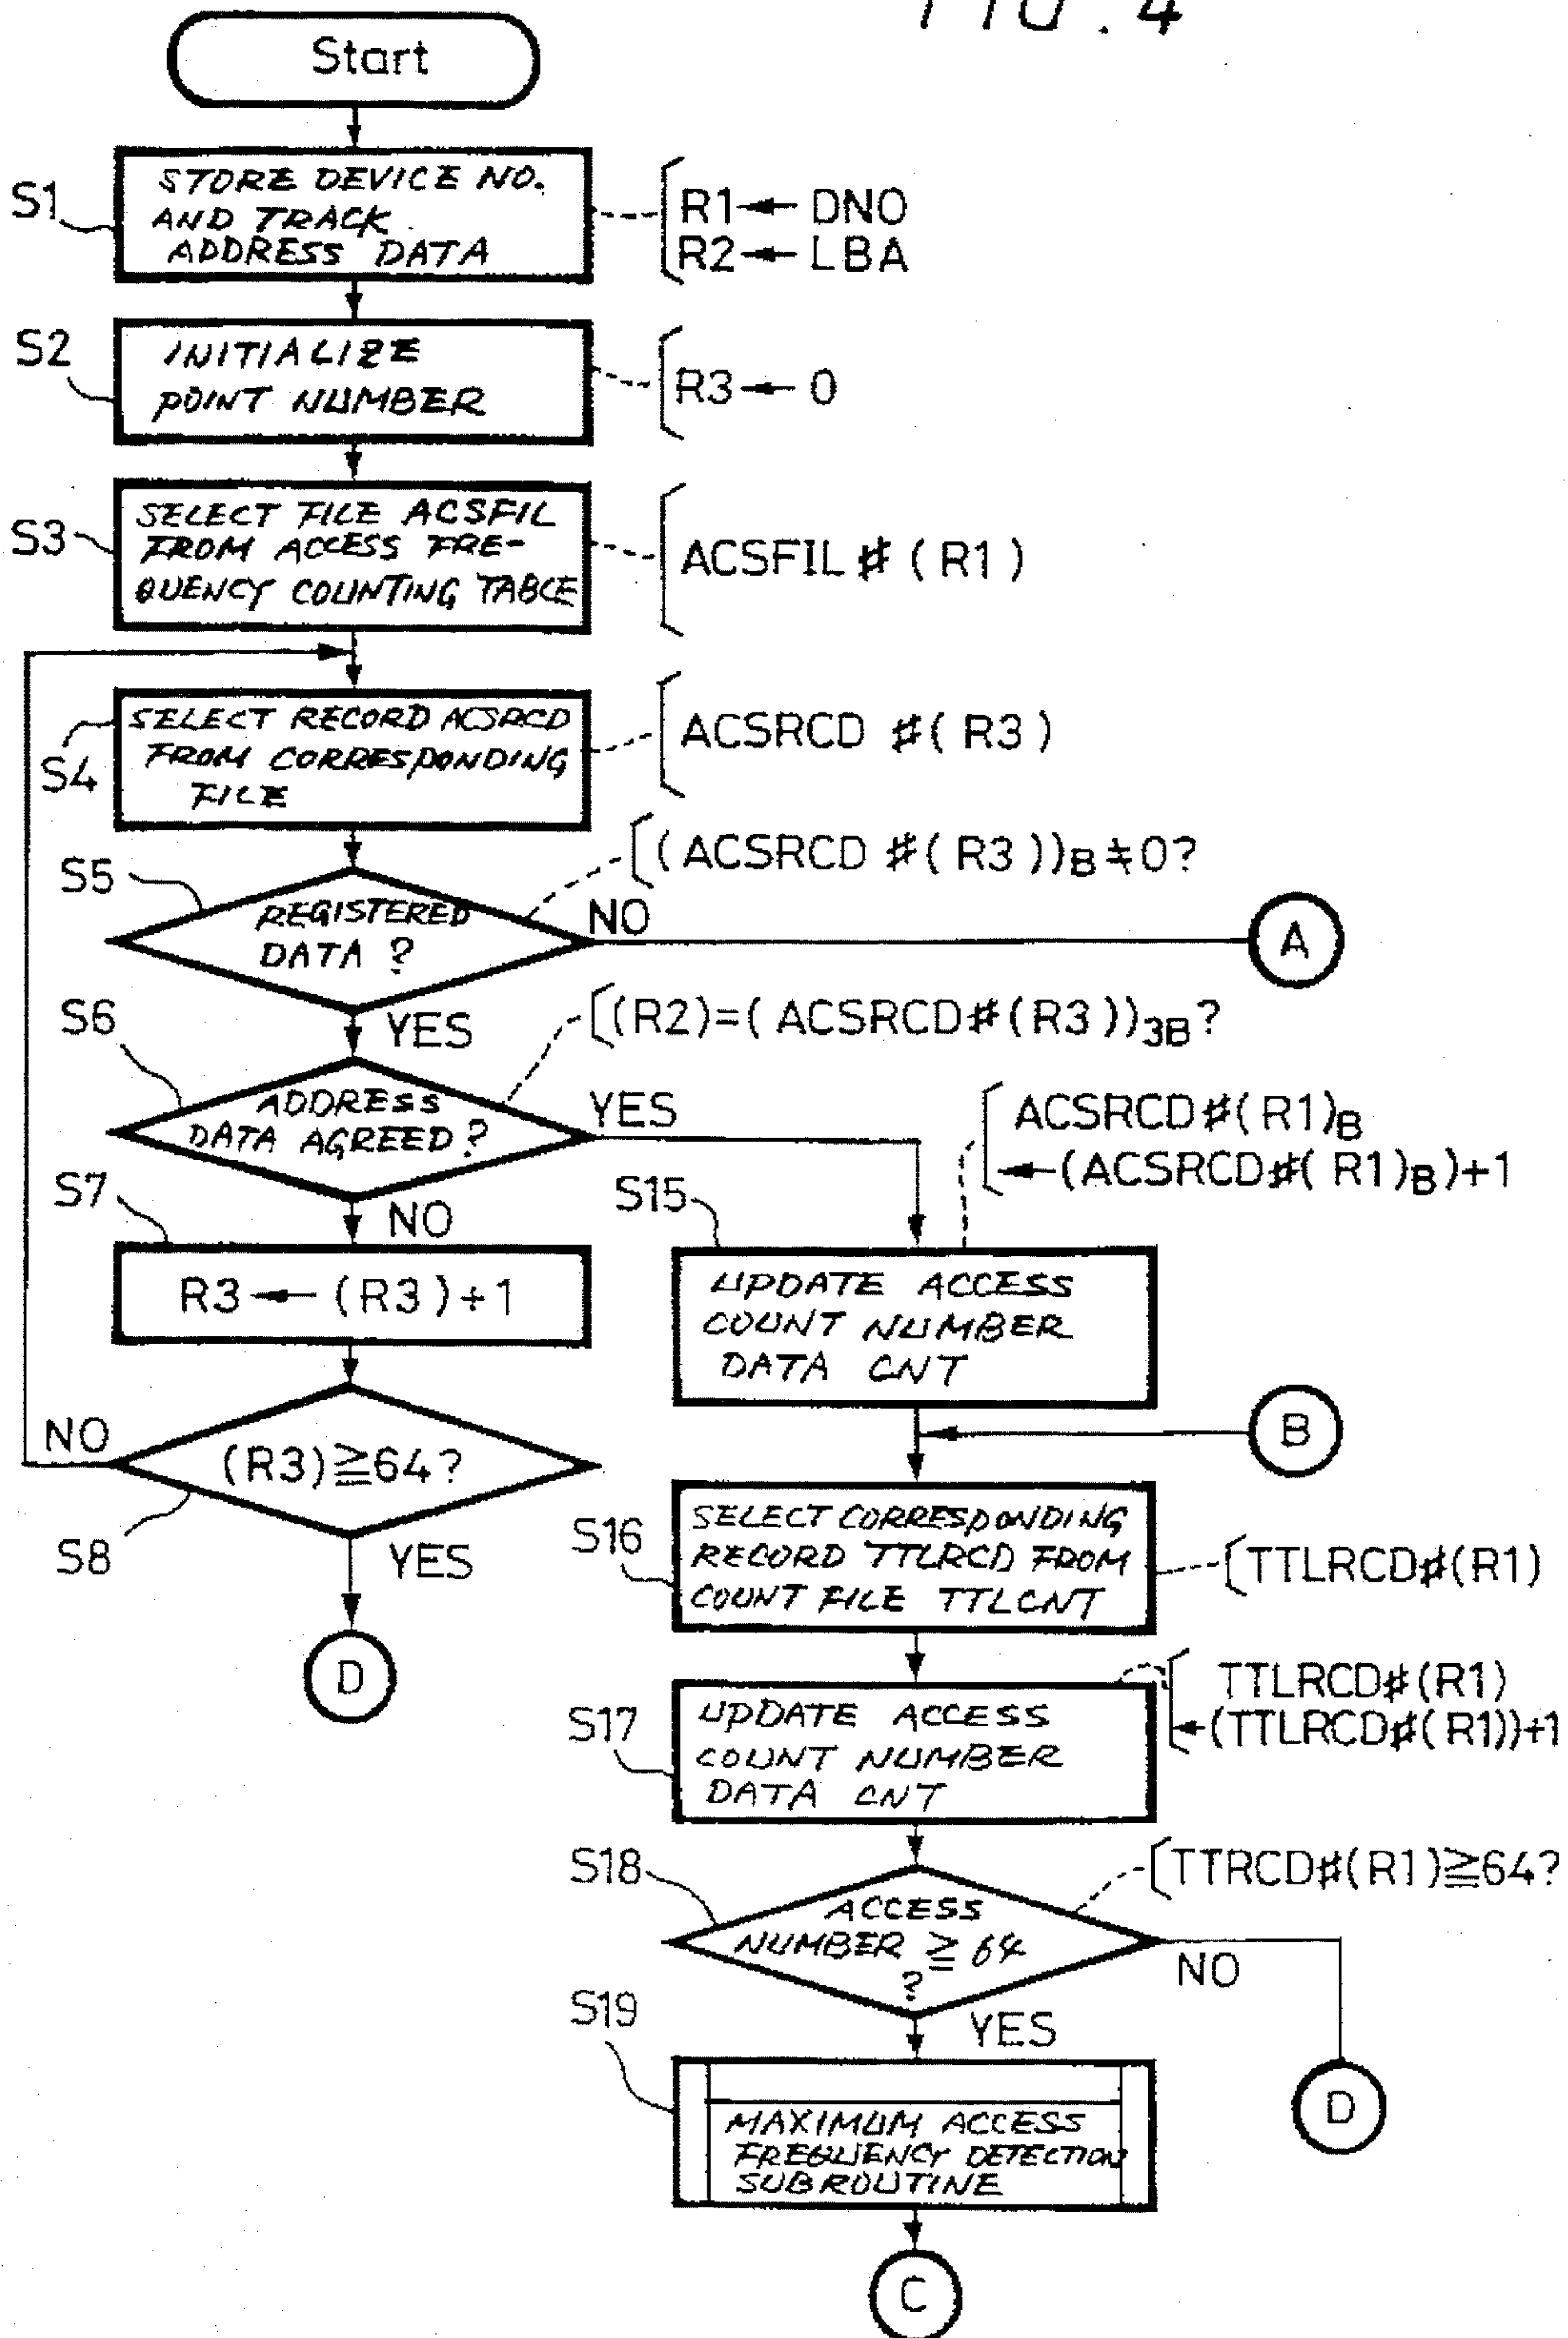 FIG. 4
Start
S1
STORE DEVICE NO.
AND TRACK
ADDRESS DATA
R1 ← DNO
R2 ← LBA
S2
INITIALIZE
POINT NUMBER
R3 ← 0
S3
SELECT FILE ACSFIL
FROM ACCESS FRE-
QUENCY COUNTING TABLE
ACSFIL #(R1)
S4
SELECT RECORD ACSRCD
FROM CORRESPONDING
FILE
ACSRCD #(R3)
S5
REGISTERED
DATA ?
(ACSRCD #(R3))B ≠ 0?
NO
A
YES
S6
ADDRESS
DATA AGREED?
(R2)=(ACSRCD#(R3))3B?
YES
NO
S7
R3 ← (R3)+1
S8
(R3)≧64?
NO
YES
D
S15
UPDATE ACCESS
COUNT NUMBER
DATA CNT
ACSRCD#(R1)B
←(ACSRCD#(R1)B)+1
B
S16
SELECT CORRESPONDING
RECORD TTLRCD FROM
COUNT FILE TTLCNT
TTLRCD#(R1)
S17
UPDATE ACCESS
COUNT NUMBER
DATA CNT
TTLRCD#(R1)
←(TTLRCD#(R1))+1
S18
ACCESS
NUMBER ≧ 64
?
TTRCD#(R1)≧64?
NO
D
YES
S19
MAXIMUM ACCESS
FREQUENCY DETECTION
SUBROUTINE
C